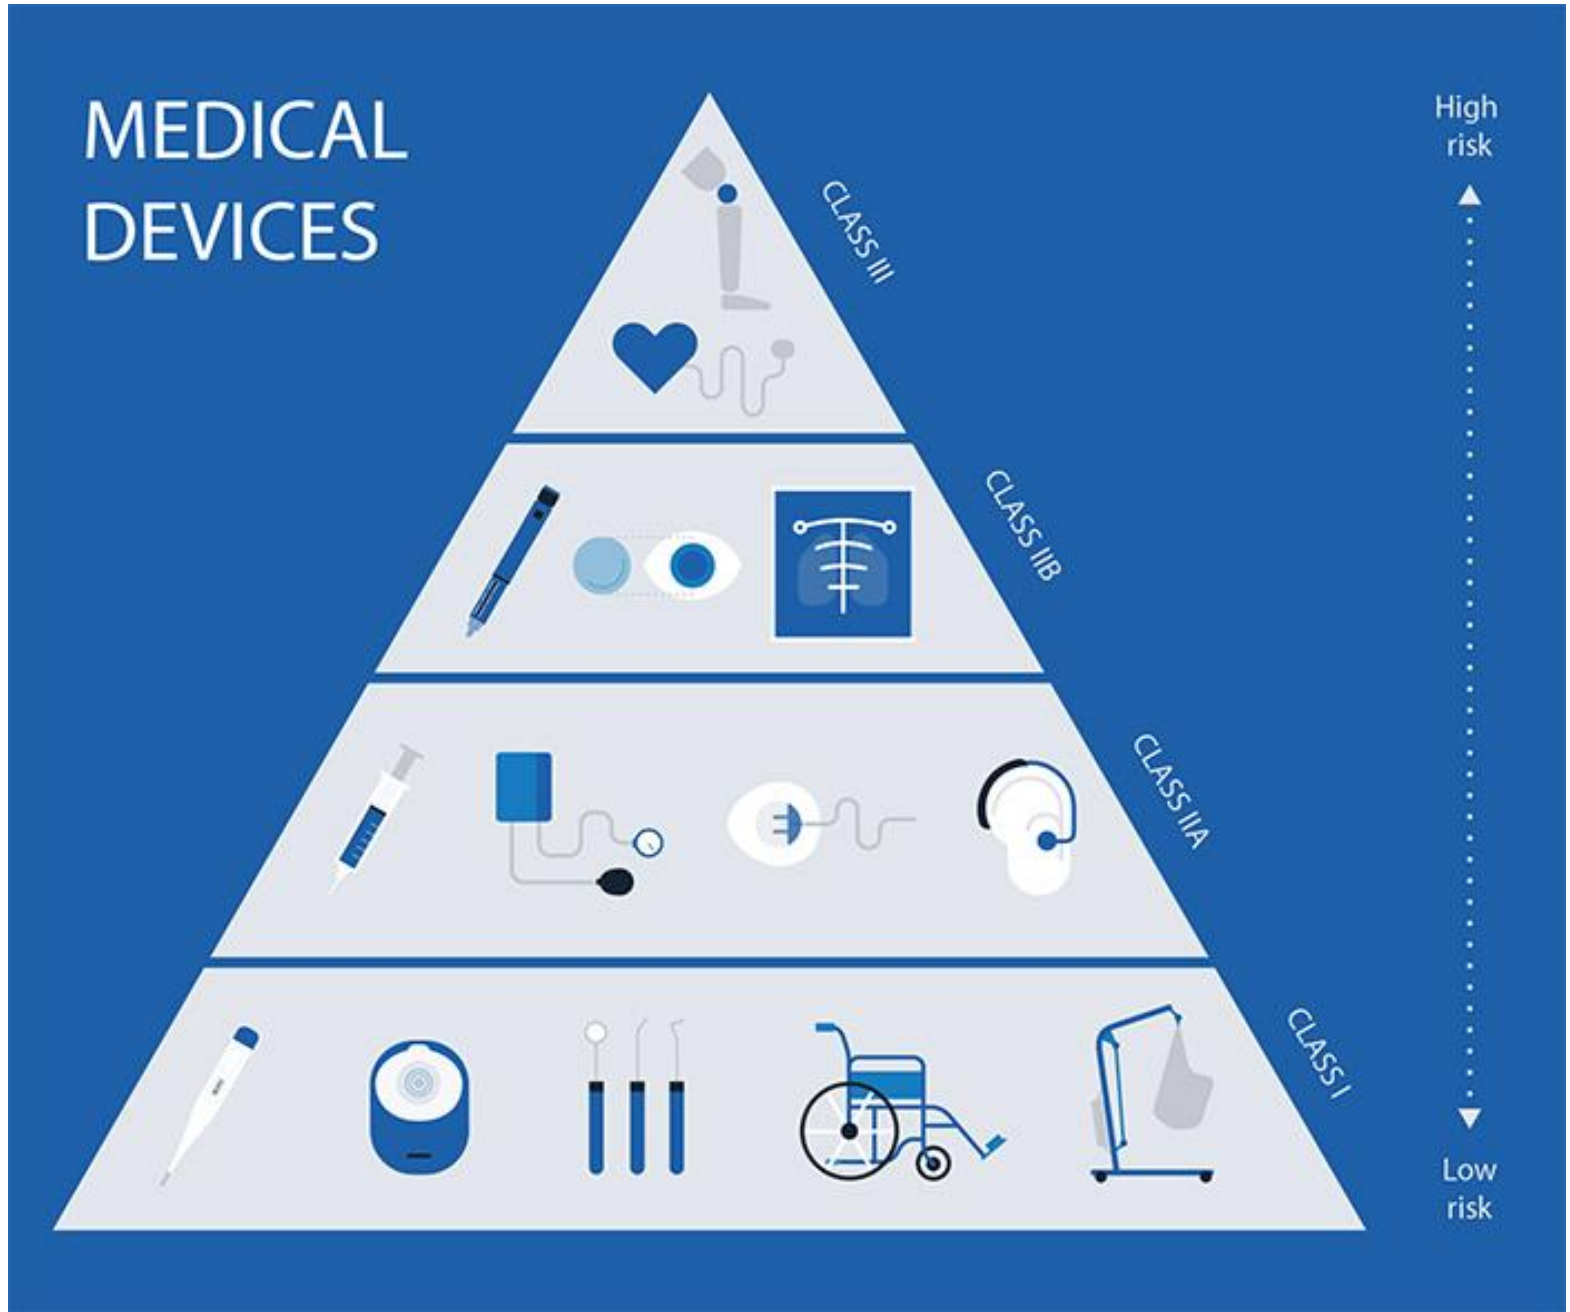 MEDICAL
DEVICES
High
risk
CLASS III
CLASS IIB
CLASS IIA
CLASS I
Low
risk